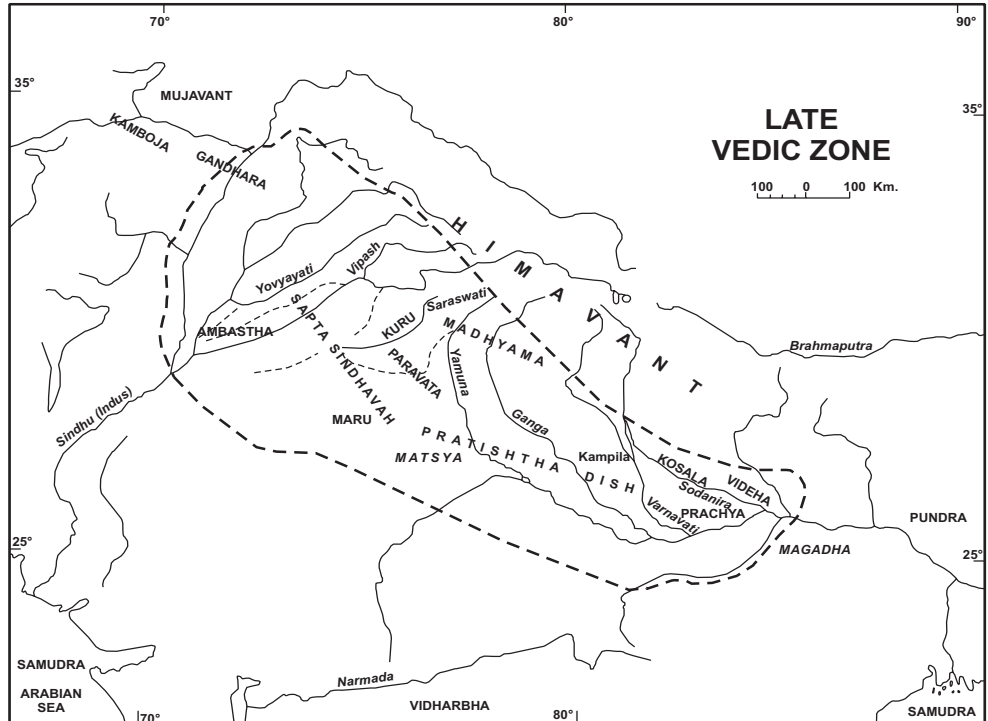 70°
80°
90°
35°
35°
MUJAVANT
KAMBOJA
GANDHARA
LATE
VEDIC ZONE
100 0 100 Km.
HIMAVANT
Yovyayati
Vipash
Saraswati
AMBASTHA
SAPTA SINDHAVAH
KURU
MADHYAMA
PARAVATA
Yamuna
Brahmaputra
Sindhu (Indus)
MARU
Ganga
PRATISHTHA
DISH
MATSYA
Kampila
KOSALA
VIDEHA
Sodanira
Varnavati
PRACHYA
PUNDRA
MAGADHA
25°
25°
SAMUDRA
ARABIAN
SEA
Narmada
VIDHARBHA
SAMUDRA
70°
80°